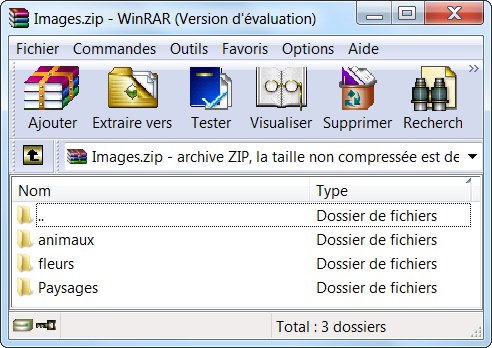 Images.zip - WinRAR (Version d'évaluation)
Fichier Commandes Outils Favoris Options Aide
Ajouter Extraire vers Tester Visualiser Supprimer Recherch
Images.zip - archive ZIP, la taille non compressée est de
Nom Type
.. Dossier de fichiers
animaux Dossier de fichiers
fleurs Dossier de fichiers
Paysages Dossier de fichiers
Total : 3 dossiers